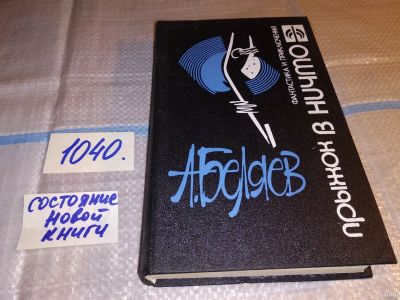 1040.
СОСТОЯНИЕ
НОВОЙ
КНИГИ
А.Беляев
ПРЫЖОК В НИЧТО
ФАНТАСТИКА И ПРИКЛЮЧЕНИЯ